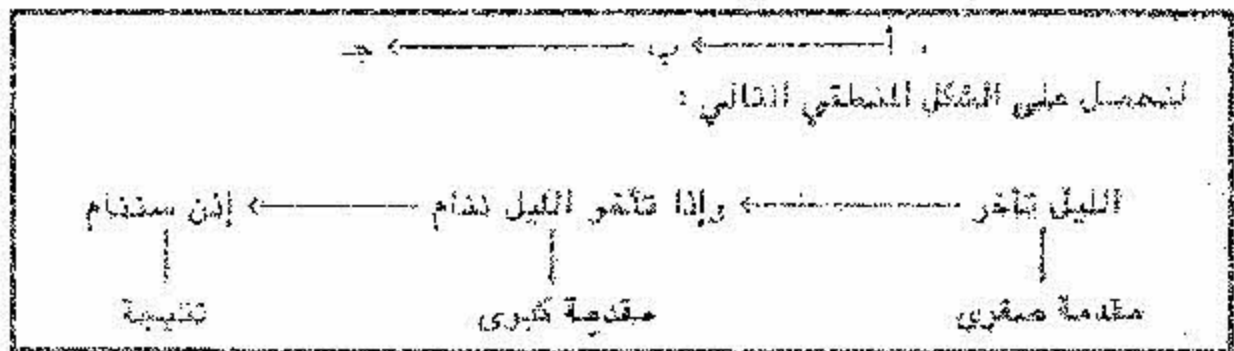 أ ← ب ← جـ
لنحصل على الشكل المنطقي التالي :
الليل تأخر ← وإذا تأخر الليل ننام ← إذن سننام
مقدمة صغرى مقدمة كبرى نتيجة